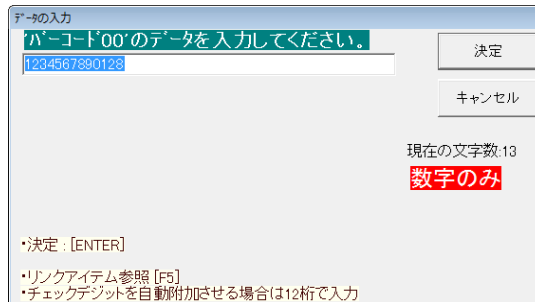 ﾃﾞｰﾀの入力
'ﾊﾞｰｺｰﾄﾞ00'のﾃﾞｰﾀを入力してください。
1234567890128
決定
キャンセル
現在の文字数:13
数字のみ
・決定 : [ENTER]
・リンクアイテム参照 [F5]
・チェックデジットを自動附加させる場合は12桁で入力